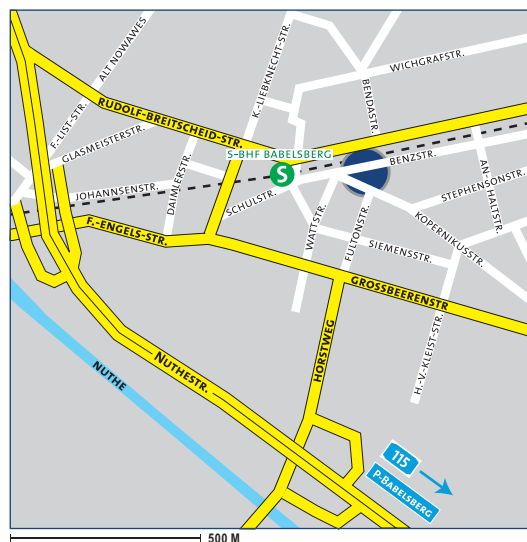 ALT NOWAWES
K.-LIEBKNECHT-STR.
WICHGRAFSTR.
BENDASTR.
RUDOLF-BREITSCHEID-STR.
F.-LIST-STR.
GLASMEISTERSTR.
S-BHF BABELSBERG
S
BENZSTR.
JOHANNSENSTR.
DAIMLERSTR.
SCHULSTR.
AN-HALTSTR.
STEPHENSONSTR.
KOPERNIKUSSTR.
F.-ENGELS-STR.
WATTSTR.
FULTONSTR.
SIEMENSSTR.
GROSSBEERENSTR
H.-V.-KLEIST-STR.
HORSTWEG
NUTHESTR.
NUTHE
115
P-BABELSBERG
500 M